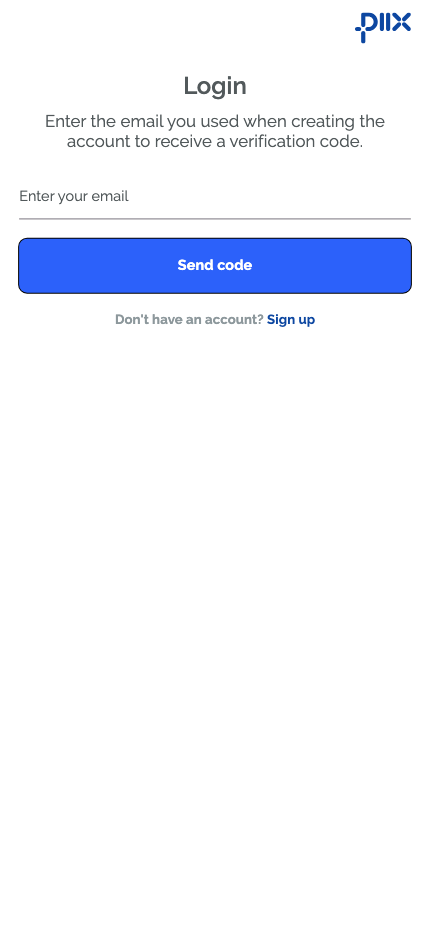 piix
Login
Enter the email you used when creating the
account to receive a verification code.
Enter your email
Send code
Don't have an account? Sign up